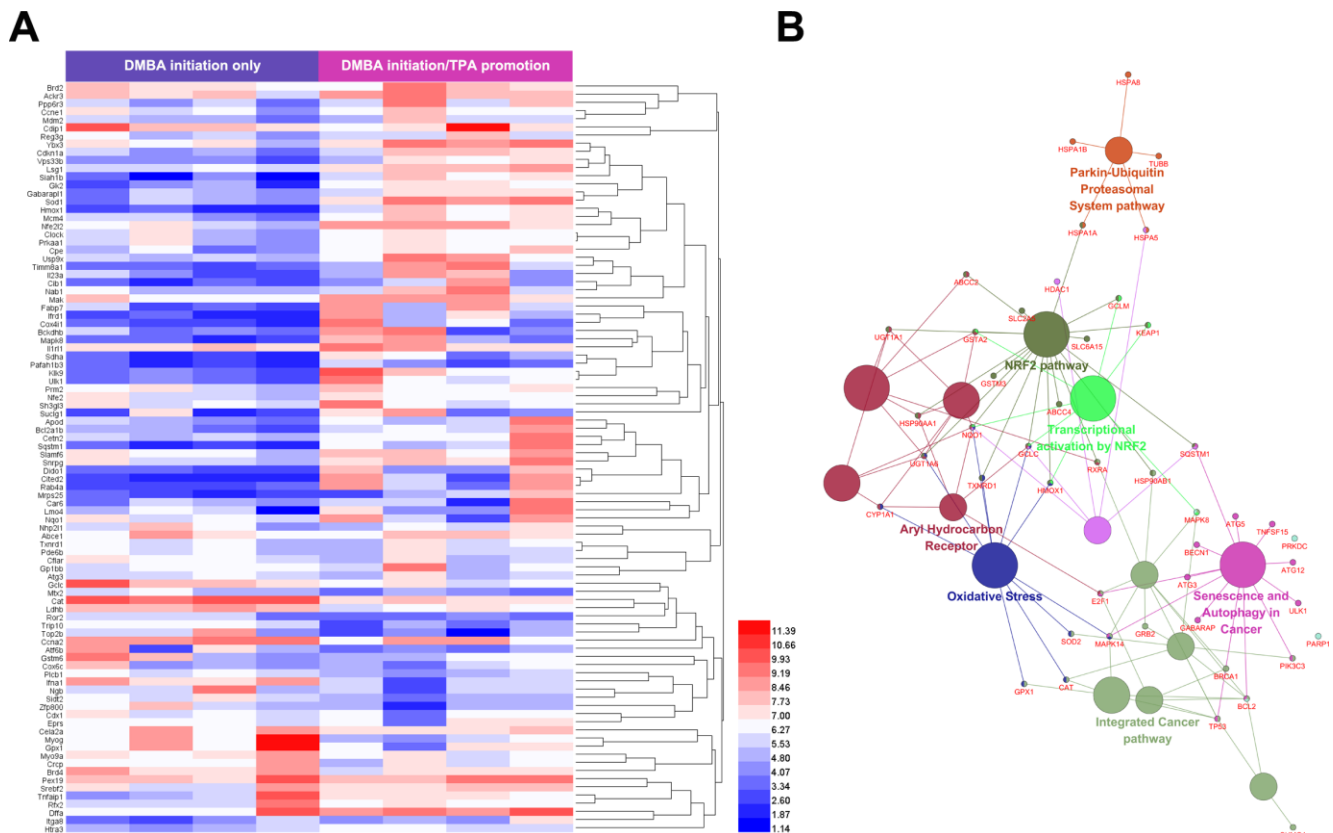 A
DMBA initiation only
DMBA initiation/TPA promotion
Brd2
Ackr3
Ppp6r3
Ccne1
Mdm2
Cdip1
Reg3g
Ybx3
Cdkn1a
Vps33b
Lsg1
Siah1b
Gk2
Gabarapl1
Sod1
Hmox1
Mcm4
Nfe2l2
Clock
Prkaa1
Cpe
Usp9x
Timm8a1
Il23a
Cib1
Nab1
Mak
Fabp7
Ifrd1
Cox4i1
Bckdhb
Mapk8
Il1rl1
Sdha
Pafah1b3
Klk9
Ulk1
Prm2
Nfe2
Sh3gl3
Suclg1
Apod
Bcl2a1b
Cetn2
Sqstm1
Slamf6
Snrpg
Dido1
Cited2
Rab4a
Mrps25
Car6
Lmo4
Nqo1
Nhp2l1
Abce1
Txnrd1
Pde6b
Cflar
Gp1bb
Atg3
Gclc
Mtx2
Cat
Ldhb
Ror2
Trip10
Top2b
Ccna2
Atf6b
Gstm6
Cox6c
Plcb1
Ifna1
Ngb
Sidt2
Zfp800
Cdx1
Eprs
Cela2a
Myog
Gpx1
Myo9a
Crcp
Brd4
Pex19
Srebf2
Tnfaip1
Rfx2
Dffa
Itga8
Htra3
11.39
10.66
9.93
9.19
8.46
7.73
7.00
6.27
5.53
4.80
4.07
3.34
2.60
1.87
1.14
B
HSPA8
HSPA1B
TUBB
Parkin-Ubiquitin
Proteasomal
System pathway
HSPA1A
HSPA5
ABCC2
HDAC1
GCLM
UGT1A1
GSTA2
KEAP1
SLC6A15
NRF2 pathway
GSTM3
HSP90AA1
ABCC4
NQO1
Transcriptional
activation by NRF2
UGT1A6
GCLC
SQSTM1
RXRA
TXNRD1
HSP90AB1
HMOX1
CYP1A1
MAPK8
Aryl Hydrocarbon
Receptor
ATG5
TNFSF15
PRKDC
BECN1
ATG12
ATG3
Oxidative Stress
Senescence and
Autophagy in
Cancer
E2F1
ULK1
GABARAP
GRB2
SOD2
MAPK14
PARP1
PIK3C3
BRCA1
GPX1
CAT
BCL2
TP53
Integrated Cancer
pathway